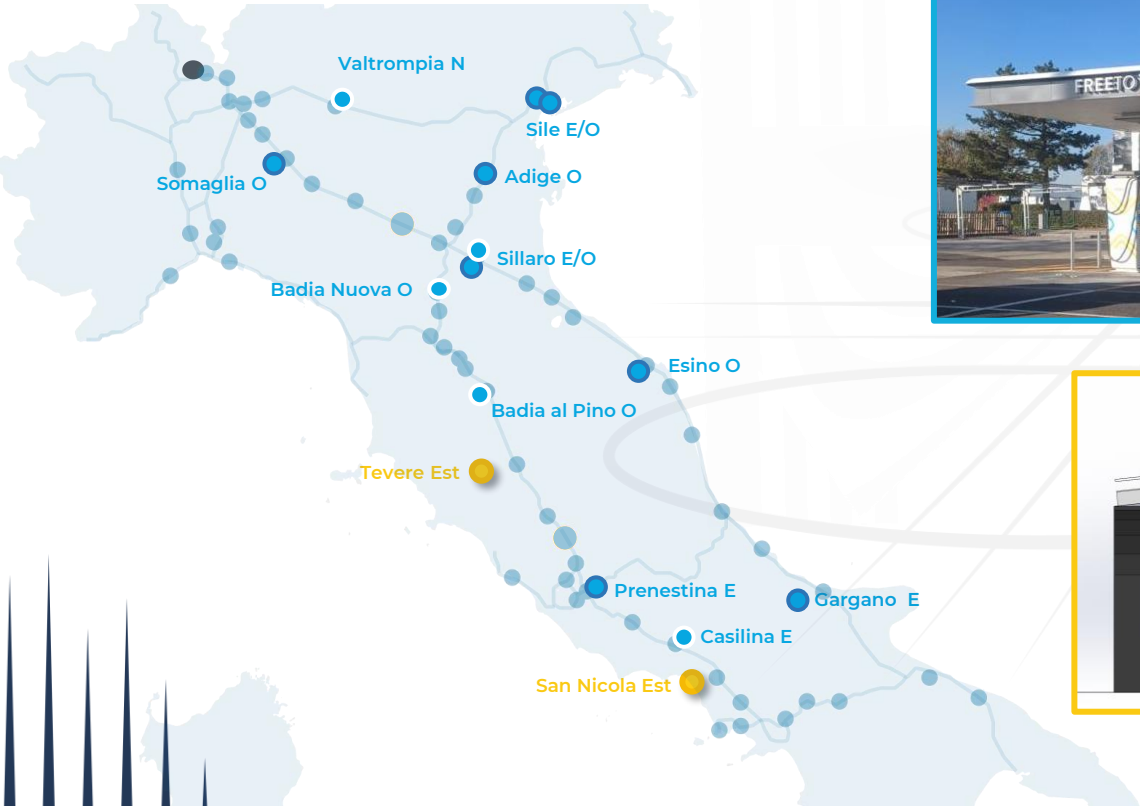 Valtrompia N
Sile E/O
Somaglia O
Adige O
Sillaro E/O
Badia Nuova O
Esino O
Badia al Pino O
Tevere Est
Prenestina E
Gargano  E
Casilina E
San Nicola Est